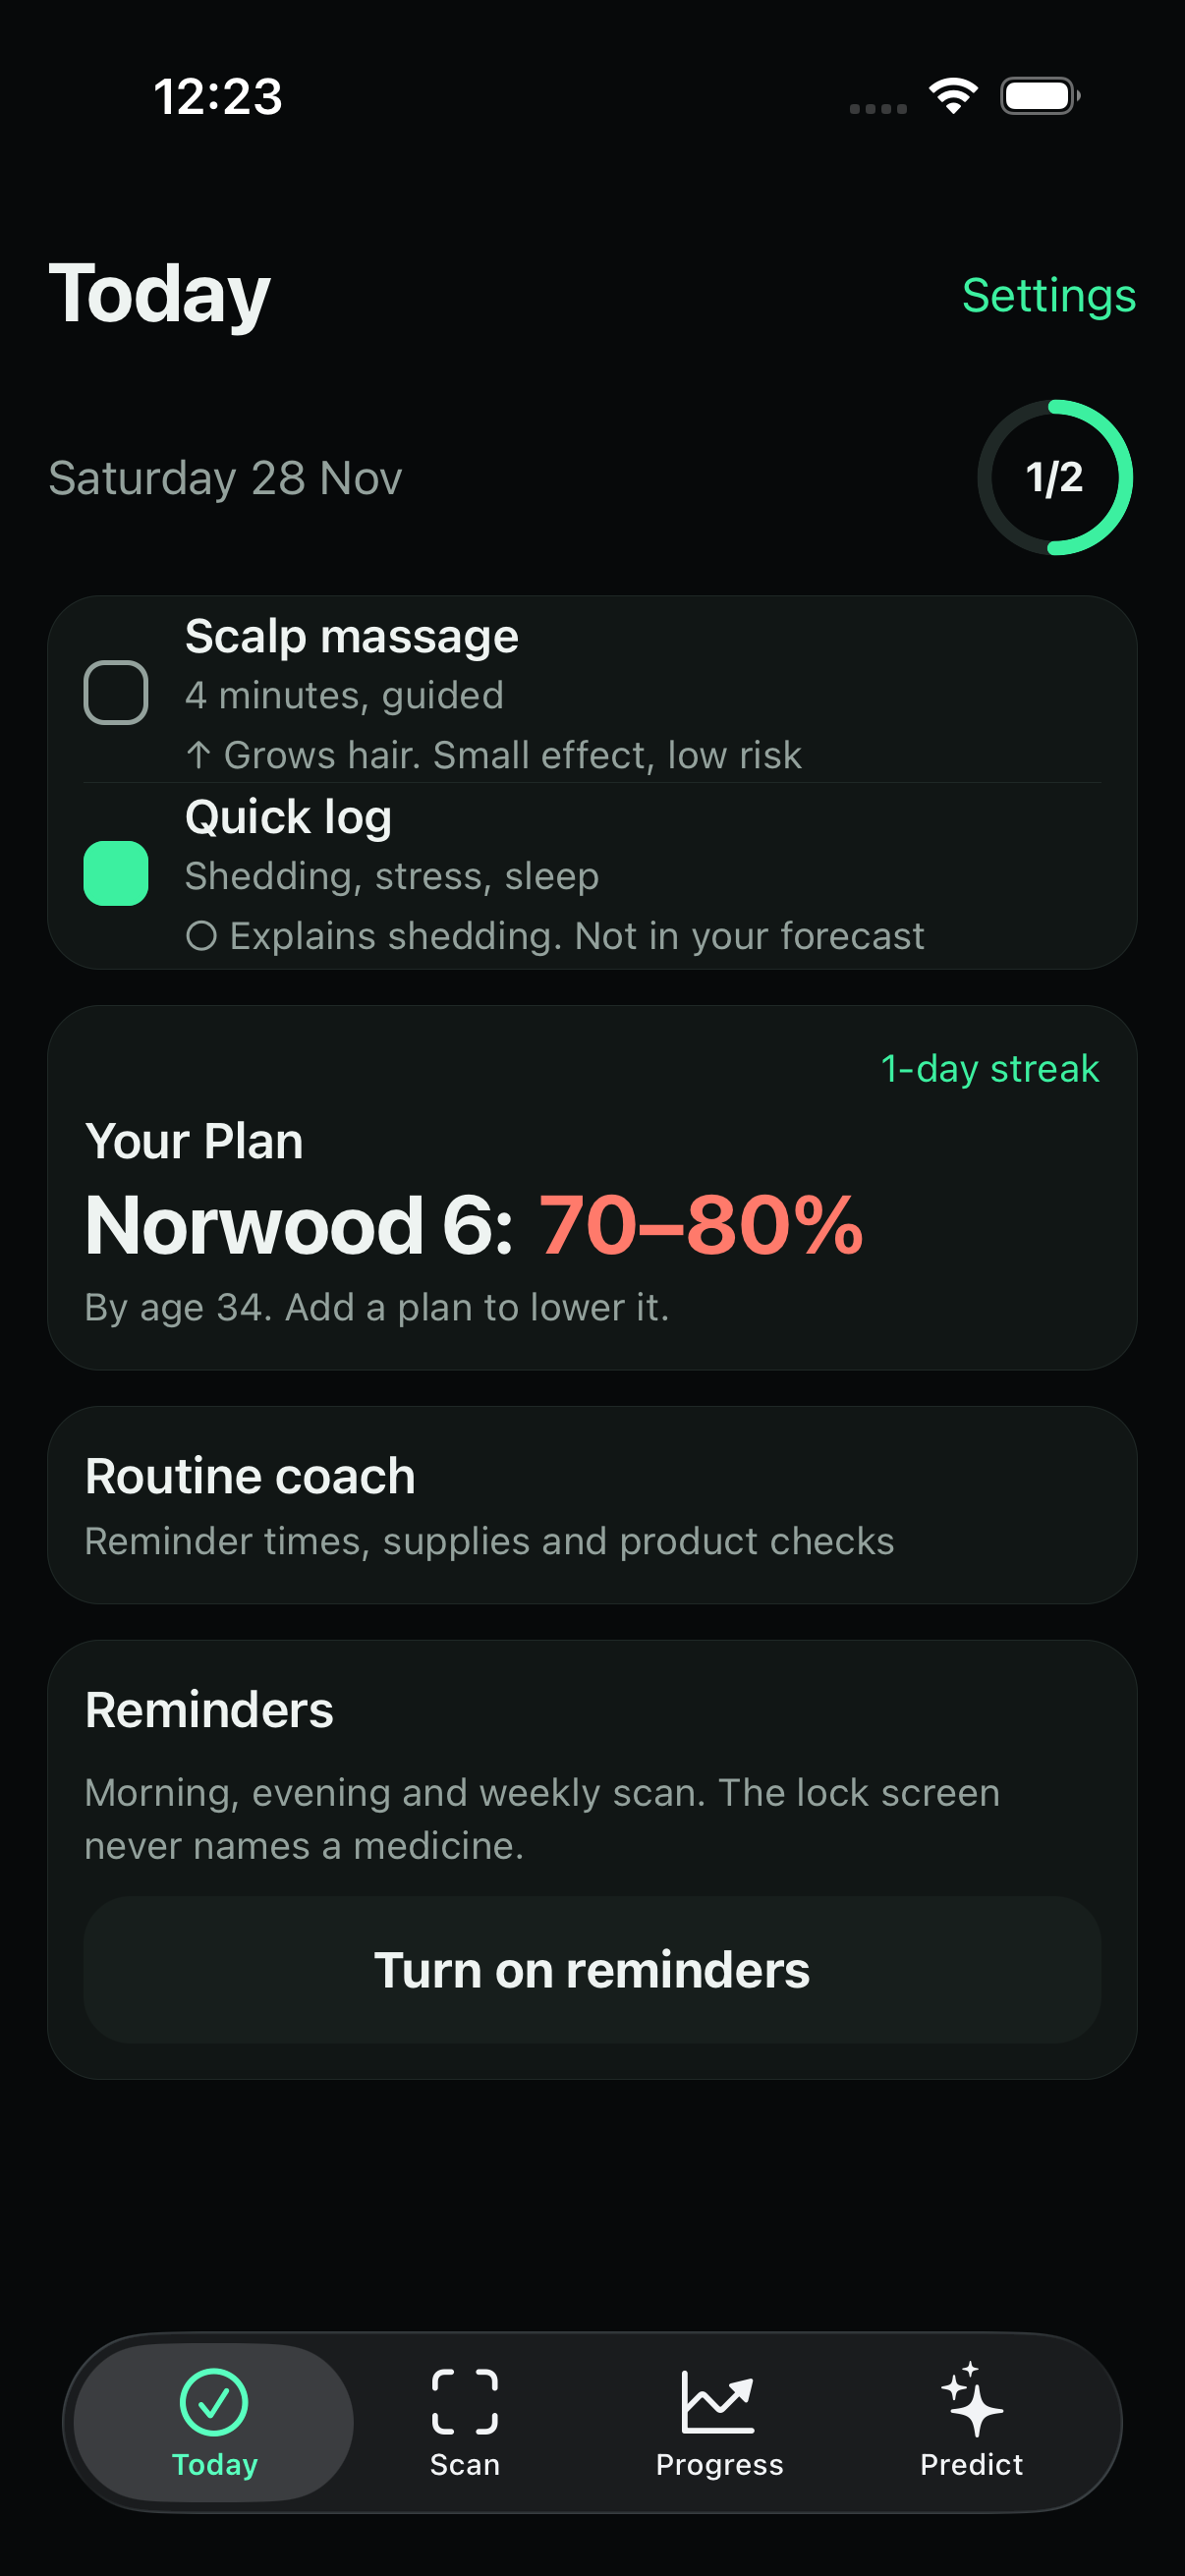 12:23
Today
Settings
Saturday 28 Nov
1/2
Scalp massage
4 minutes, guided
↑ Grows hair. Small effect, low risk
Quick log
Shedding, stress, sleep
○ Explains shedding. Not in your forecast
1-day streak
Your Plan
Norwood 6: 70–80%
By age 34. Add a plan to lower it.
Routine coach
Reminder times, supplies and product checks
Reminders
Morning, evening and weekly scan. The lock screen
never names a medicine.
Turn on reminders
Today
Scan
Progress
Predict